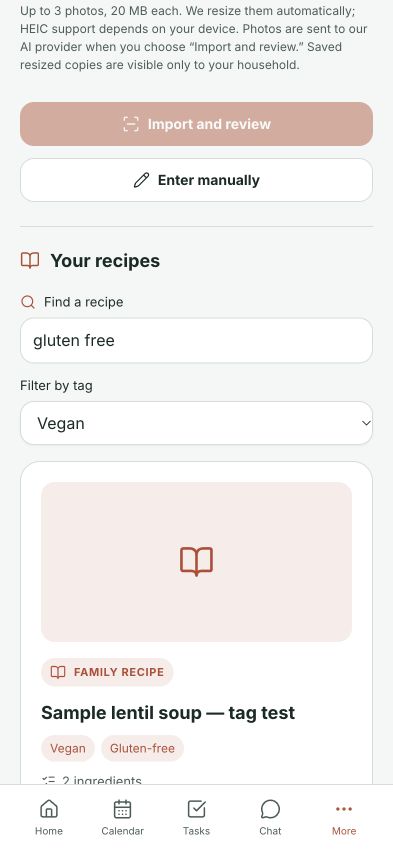 Up to 3 photos, 20 MB each. We resize them automatically;
HEIC support depends on your device. Photos are sent to our
AI provider when you choose “Import and review.” Saved
resized copies are visible only to your household.
Import and review
Enter manually
Your recipes
Find a recipe
gluten free
Filter by tag
Vegan
FAMILY RECIPE
Sample lentil soup — tag test
Vegan Gluten-free
2 ingredients
Home Calendar Tasks Chat More